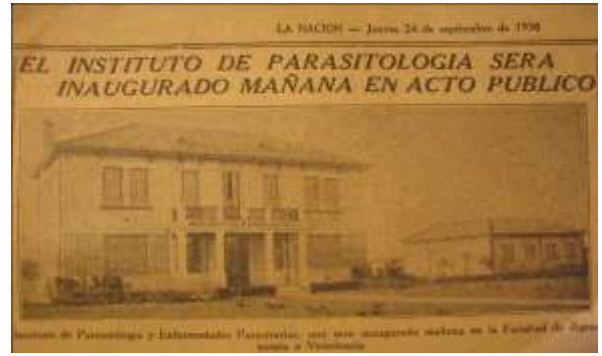 LA NACION — Jueves 24 de septiembre de 1936
EL INSTITUTO DE PARASITOLOGIA SERA
INAUGURADO MAÑANA EN ACTO PUBLICO
Instituto de Parasitología y Enfermedades Parasitarias, que será inaugurado mañana en la Facultad de Agro-
nomía y Veterinaria